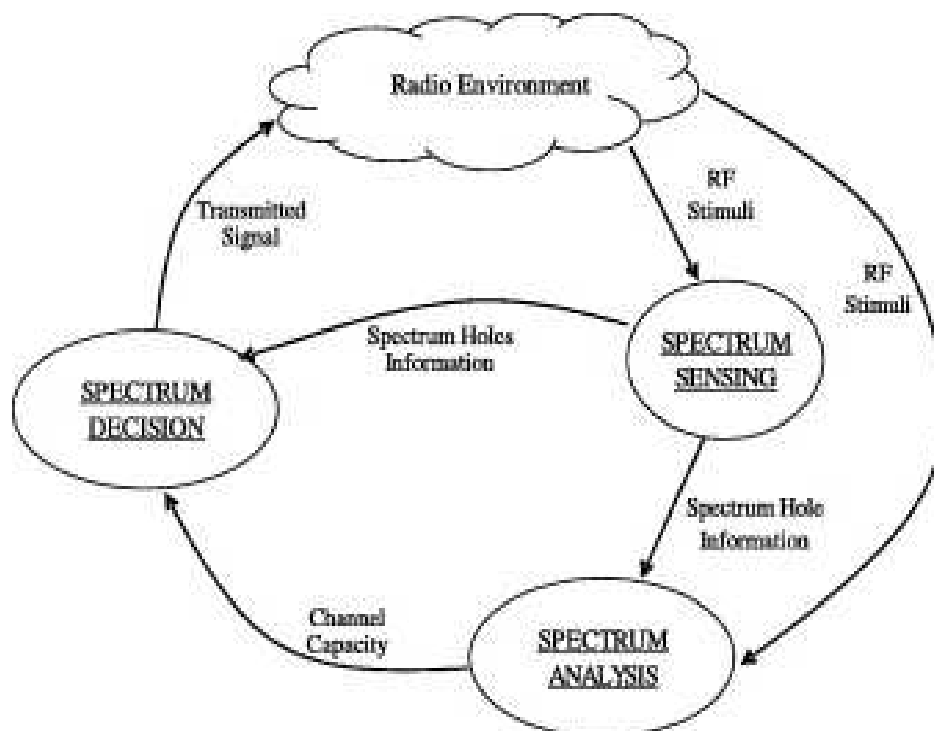 Radio Environment
RF
Stimuli
Transmitted
Signal
RF
Stimuli
Spectrum Holes
Information
SPECTRUM
SENSING
SPECTRUM
DECISION
Spectrum Hole
Information
Channel
Capacity
SPECTRUM
ANALYSIS